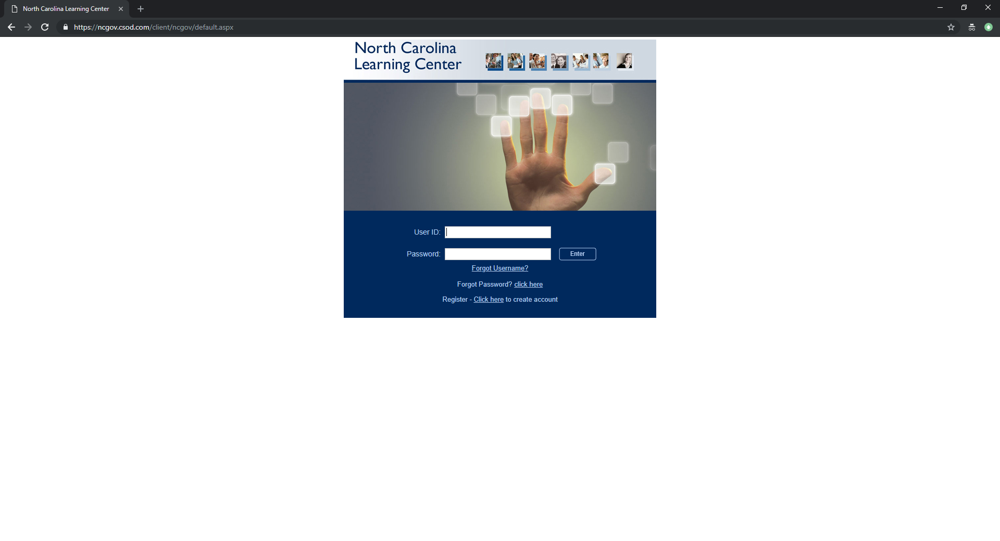 North Carolina Learning Center
https://ncgov.csod.com/client/ncgov/default.aspx
North Carolina
Learning Center
User ID:
Password:
Enter
Forgot Username?
Forgot Password? click here
Register - Click here to create account